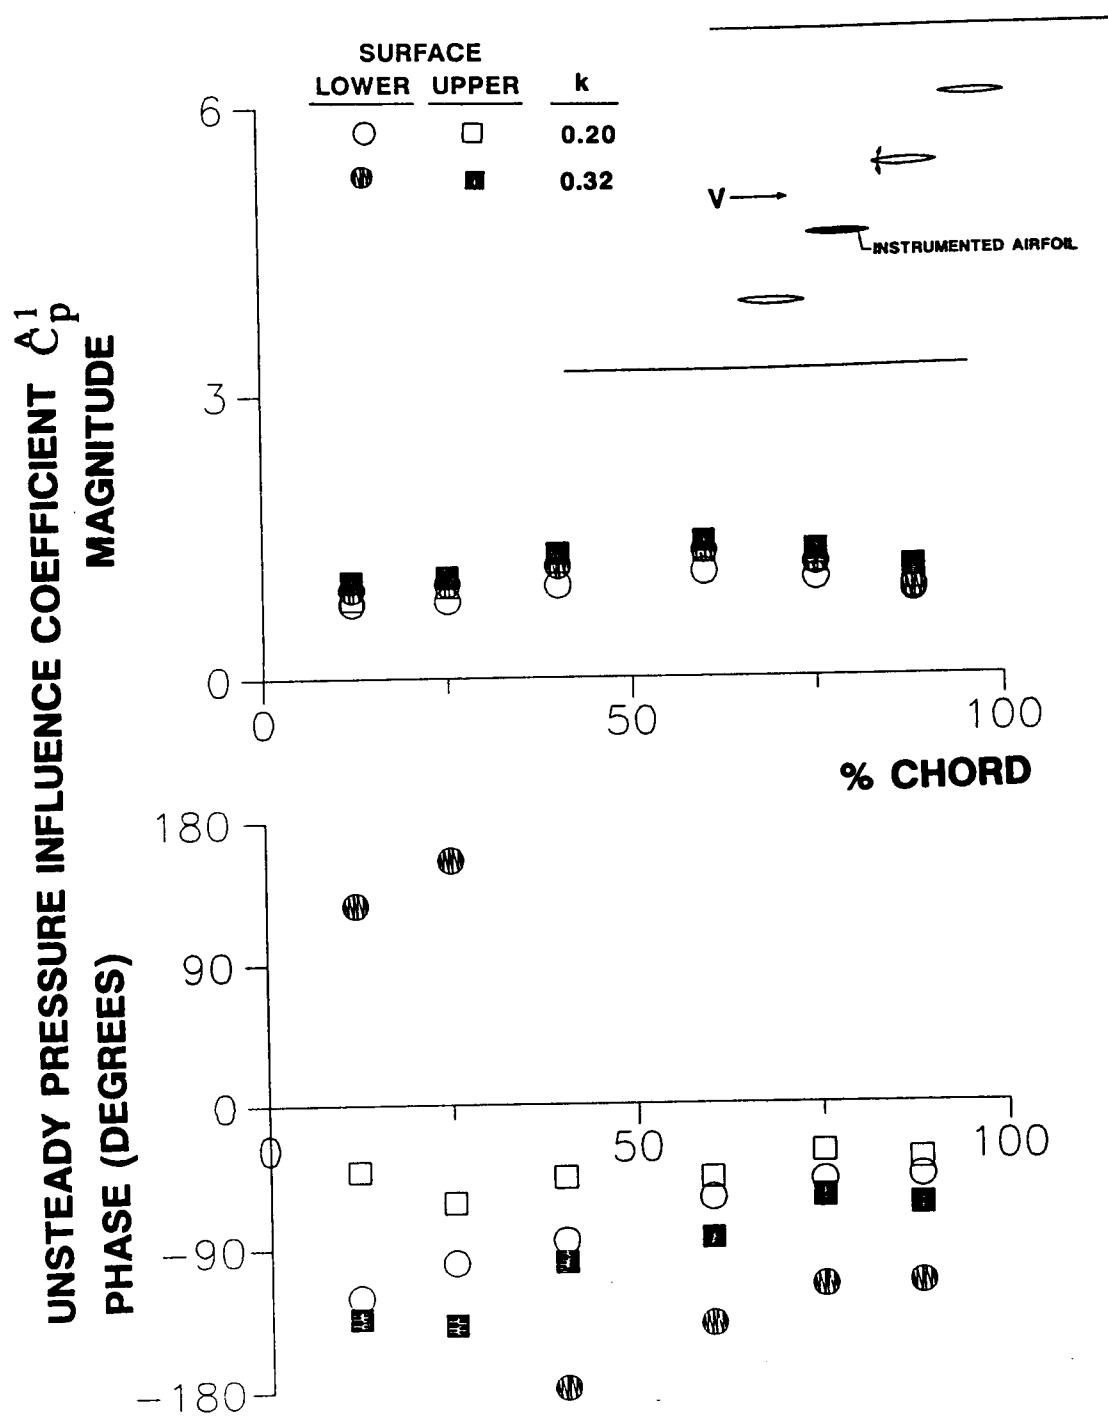 SURFACE
LOWER UPPER k
0.20
0.32
V
INSTRUMENTED AIRFOIL
6
3
0
0 50 100
% CHORD
UNSTEADY PRESSURE INFLUENCE COEFFICIENT Ĉ¹p
MAGNITUDE
PHASE (DEGREES)
180
90
0
-90
-180
0 50 100